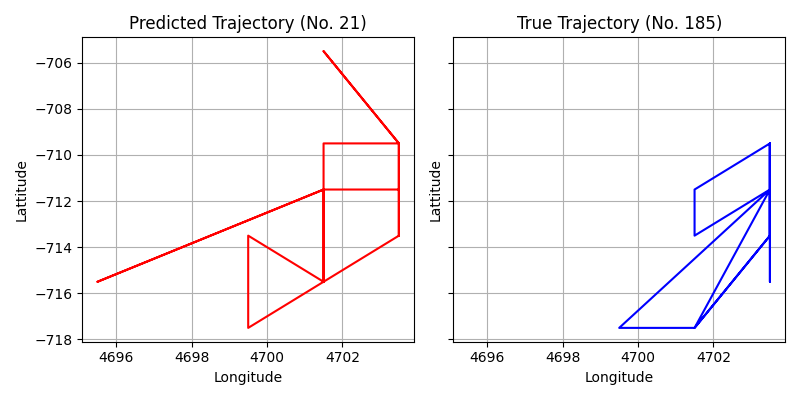 Predicted Trajectory (No. 21)
True Trajectory (No. 185)
−706
−708
−710
−712
−714
−716
−718
Lattitude
Lattitude
4696 4698 4700 4702
4696 4698 4700 4702
Longitude
Longitude